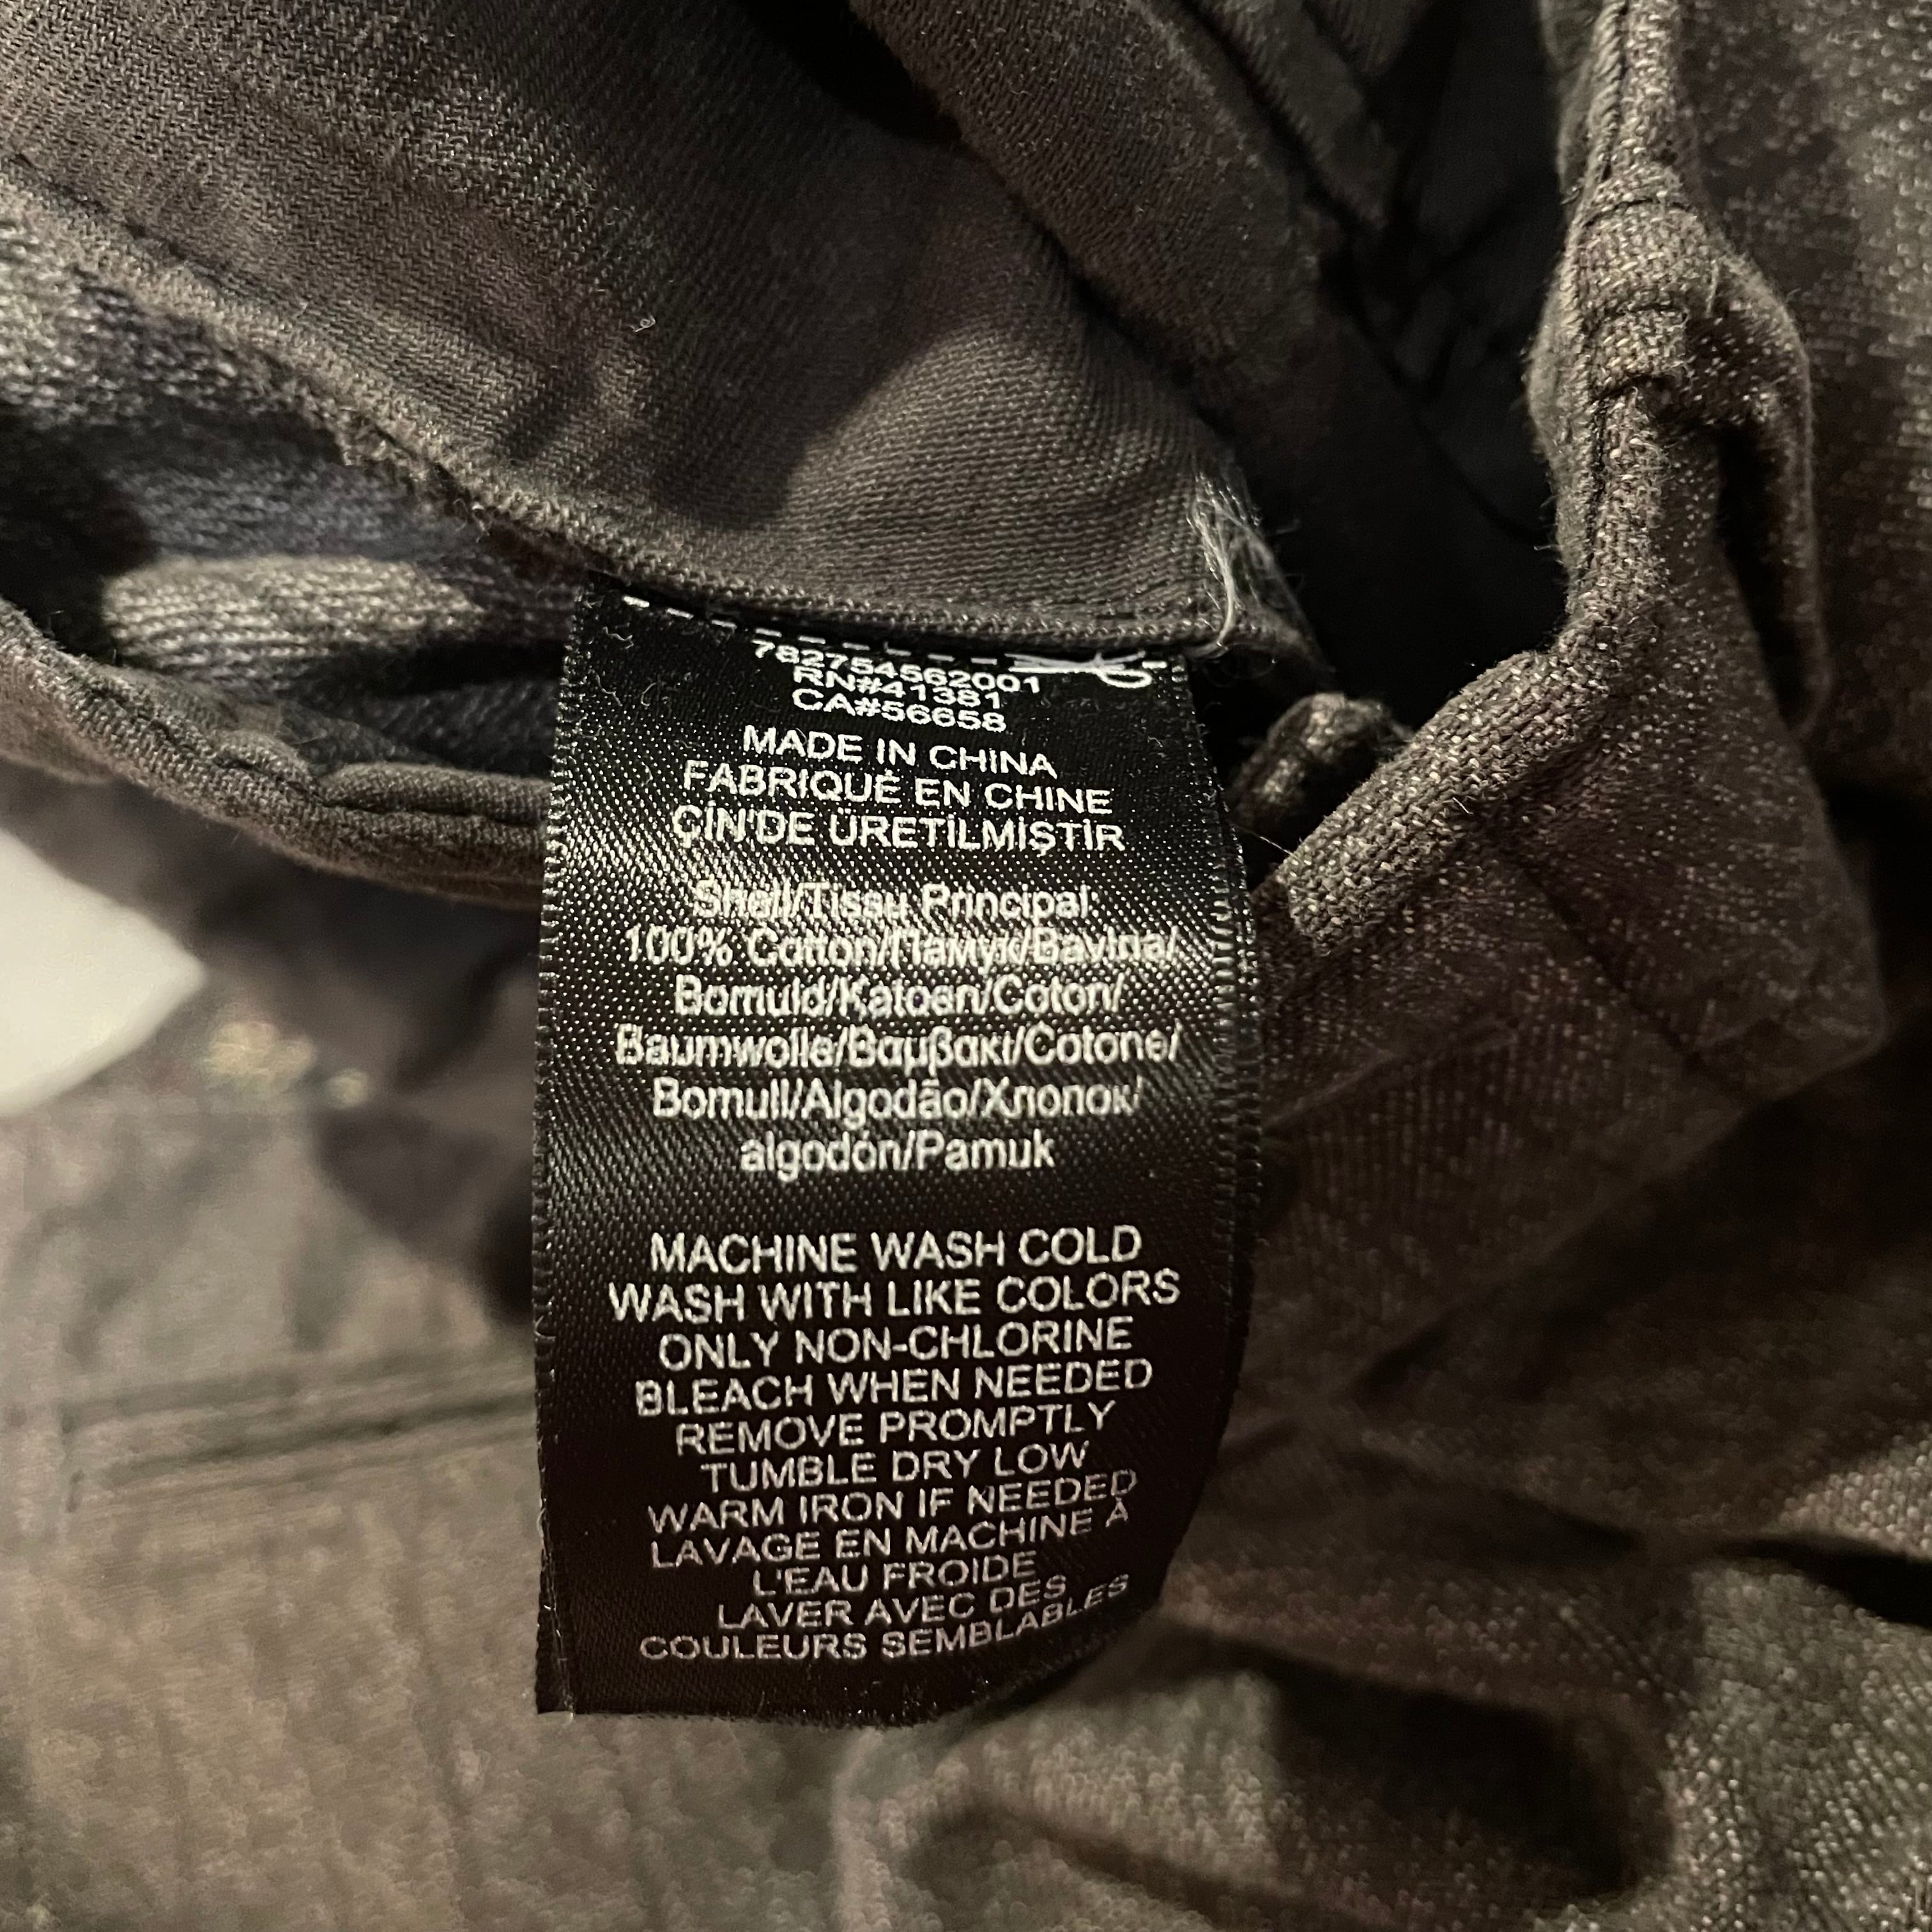 782754562001
RN#41381
CA#56658
MADE IN CHINA
FABRIQUÉ EN CHINE
ÇİN'DE ÜRETİLMİŞTİR
Shell/Tissu Principal:
100% Cotton/Памук/Bavlna/
Bomuld/Katoen/Coton/
Baumwolle/Βαμβακι/Cotone/
Bomull/Algodão/Хлопок/
algodón/Pamuk
MACHINE WASH COLD
WASH WITH LIKE COLORS
ONLY NON-CHLORINE
BLEACH WHEN NEEDED
REMOVE PROMPTLY
TUMBLE DRY LOW
WARM IRON IF NEEDED
LAVAGE EN MACHINE À
L'EAU FROIDE
LAVER AVEC DES
COULEURS SEMBLABLES